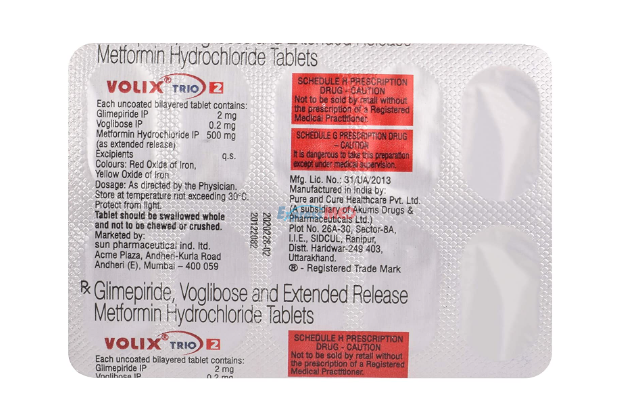 Metformin Hydrochloride Tablets
VOLIX® TRIO 2
Each uncoated bilayered tablet contains:
Glimepiride IP 2 mg
Voglibose IP 0.2 mg
Metformin Hydrochloride IP 500 mg
(as extended release)
Excipients q.s.
Colours: Red Oxide of Iron,
Yellow Oxide of Iron
Dosage: As directed by the Physician.
Store at temperature not exceeding 30°C.
Protect from light.
Tablet should be swallowed whole
and not to be chewed or crushed.
Marketed by:
sun pharmaceutical ind. ltd.
Acme Plaza, Andheri-Kurla Road
Andheri (E), Mumbai – 400 059
SCHEDULE H PRESCRIPTION
DRUG - CAUTION
Not to be sold by retail without
the prescription of a Registered
Medical Practitioner.
SCHEDULE G PRESCRIPTION DRUG
– CAUTION
It is dangerous to take this preparation
except under medical supervision.
Mfg. Lic. No.: 31/UA/2013
Manufactured in India by:
Pure and Cure Healthcare Pvt. Ltd.
(A subsidiary of Akums Drugs &
Pharmaceuticals Ltd.)
Plot No. 26A-30, Sector-8A,
I.I.E., SIDCUL, Ranipur,
Distt. Haridwar-249 403,
Uttarakhand.
® - Registered Trade Mark
Rx Glimepiride, Voglibose and Extended Release
Metformin Hydrochloride Tablets
VOLIX® TRIO 2
Each uncoated bilayered tablet contains:
Glimepiride IP 2 mg
Voglibose IP 0.2 mg
SCHEDULE H PRESCRIPTION
DRUG - CAUTION
Not to be sold by retail without
the prescription of a Registered
Medical Practitioner.